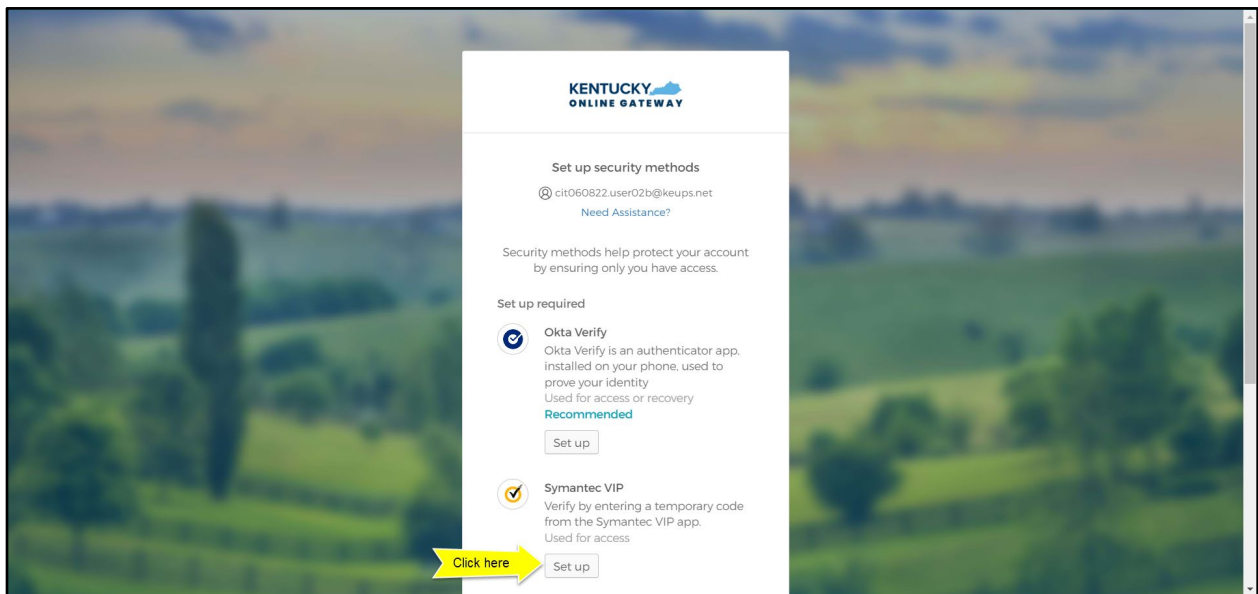 KENTUCKY
ONLINE GATEWAY
Set up security methods
cit060822.user02b@keups.net
Need Assistance?
Security methods help protect your account
by ensuring only you have access.
Set up required
Okta Verify
Okta Verify is an authenticator app,
installed on your phone, used to
prove your identity
Used for access or recovery
Recommended
Set up
Symantec VIP
Verify by entering a temporary code
from the Symantec VIP app.
Used for access
Click here
Set up